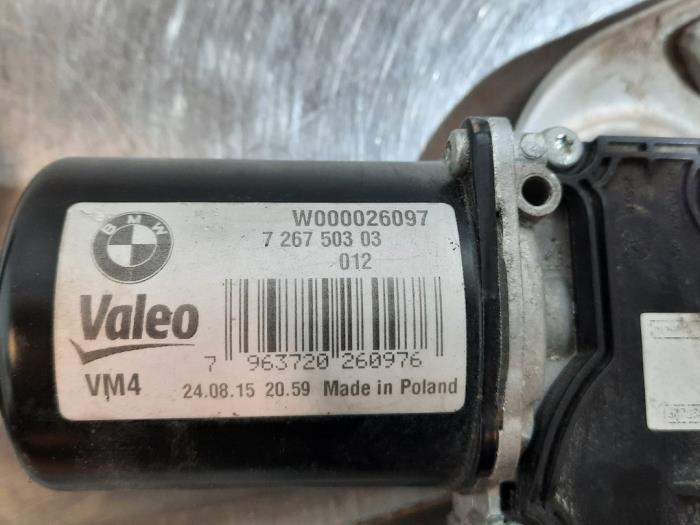 BMW
W000026097
7 267 503 03
012
Valeo
7 963720 260976
VM4
24.08.15 20.59 Made in Poland